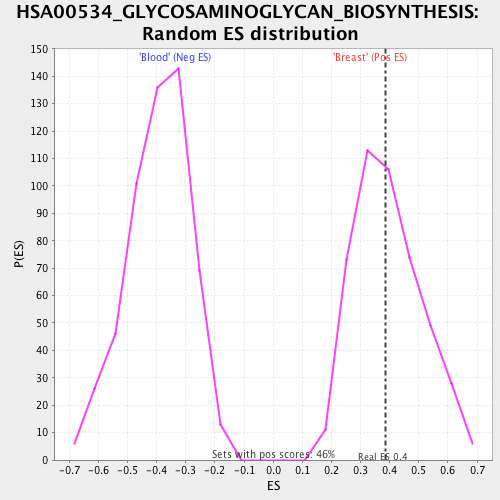 HSA00534_GLYCOSAMINOGLYCAN_BIOSYNTHESIS:
Random ES distribution
'Blood' (Neg ES)
'Breast' (Pos ES)
P(ES)
150
140
130
120
110
100
90
80
70
60
50
40
30
20
10
0
Sets with pos scores: 46%
Real ES 0.4
-0.7 -0.6 -0.5 -0.4 -0.3 -0.2 -0.1 0.0 0.1 0.2 0.3 0.4 0.5 0.6 0.7
ES